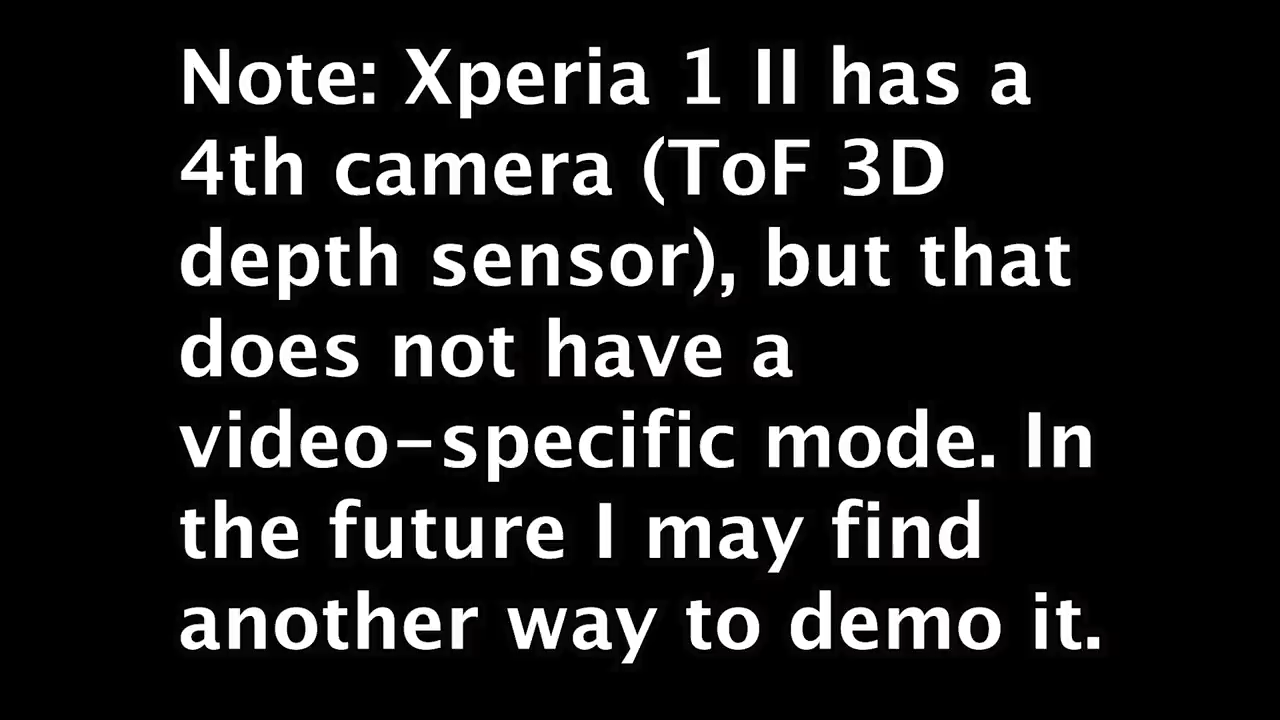 Note: Xperia 1 II has a
4th camera (ToF 3D
depth sensor), but that
does not have a
video-specific mode. In
the future I may find
another way to demo it.